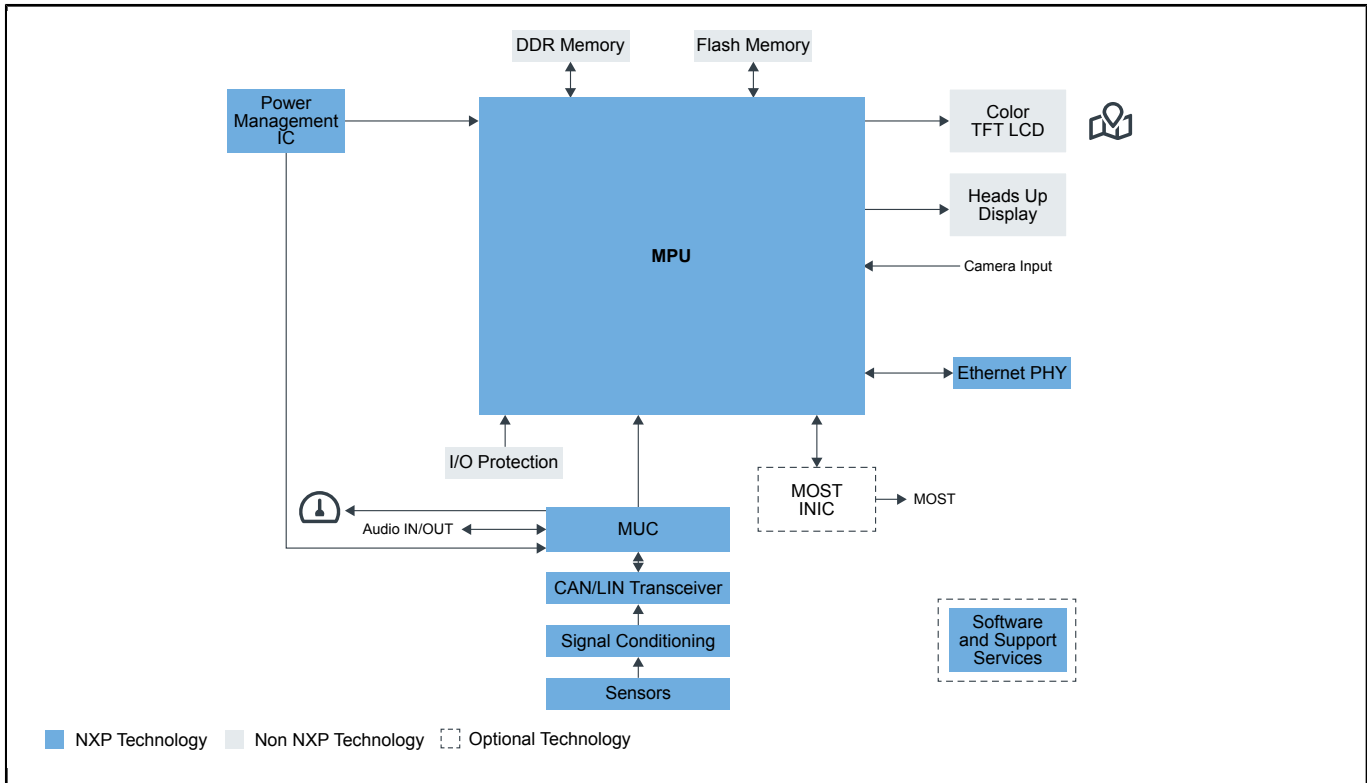 DDR Memory
Flash Memory
Power
Management
IC
Color
TFT LCD
Heads Up
Display
MPU
Camera Input
Ethernet PHY
I/O Protection
MOST
INIC
MOST
Audio IN/OUT
MUC
CAN/LIN Transceiver
Signal Conditioning
Sensors
Software
and Support
Services
NXP Technology
Non NXP Technology
Optional Technology